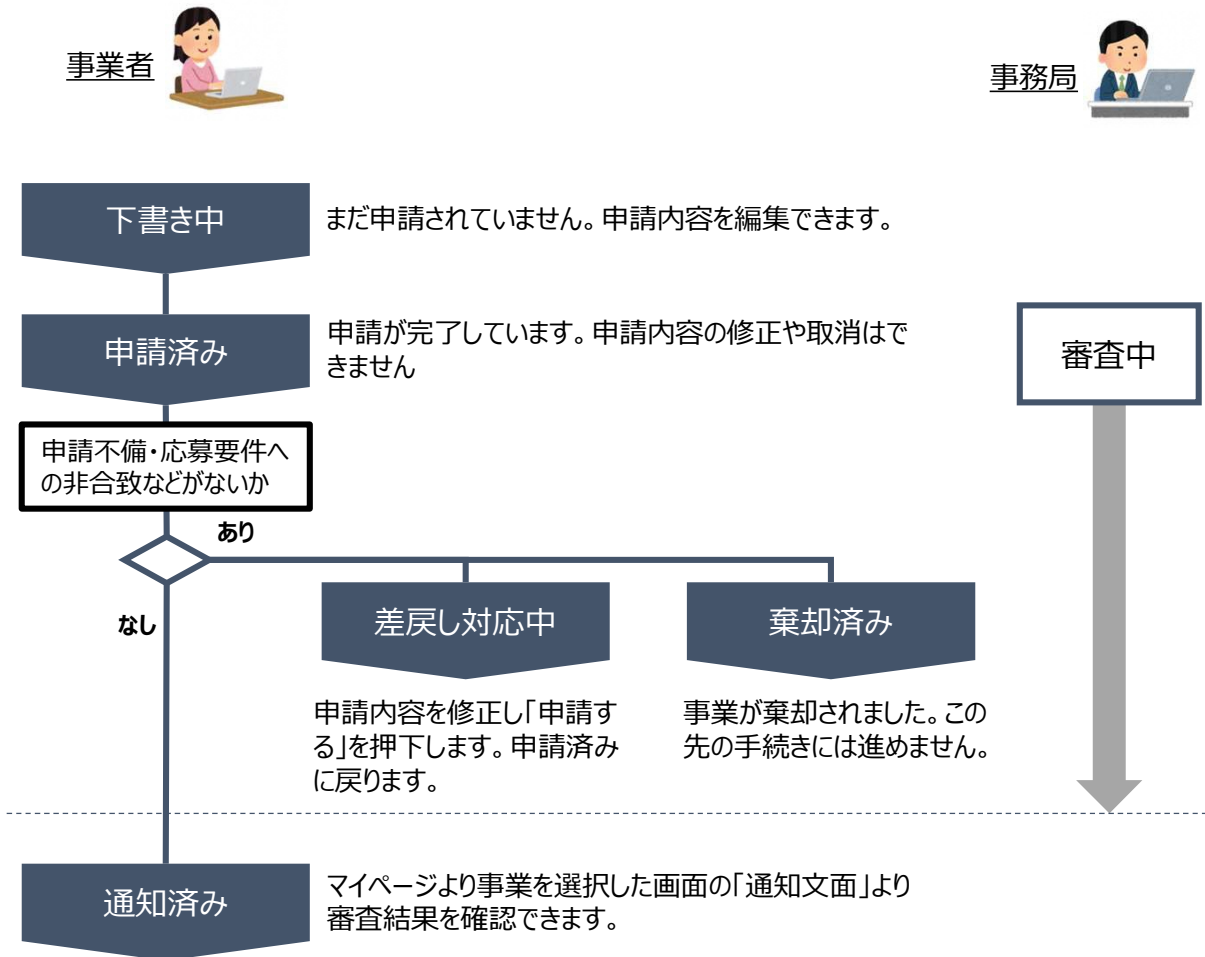 事業者
事務局
下書き中
まだ申請されていません。申請内容を編集できます。
申請済み
申請が完了しています。申請内容の修正や取消はで
きません
審査中
申請不備・応募要件へ
の非合致などがないか
あり
なし
差戻し対応中
棄却済み
申請内容を修正し「申請す
る」を押下します。申請済み
に戻ります。
事業が棄却されました。この
先の手続きには進めません。
通知済み
マイページより事業を選択した画面の「通知文面」より
審査結果を確認できます。